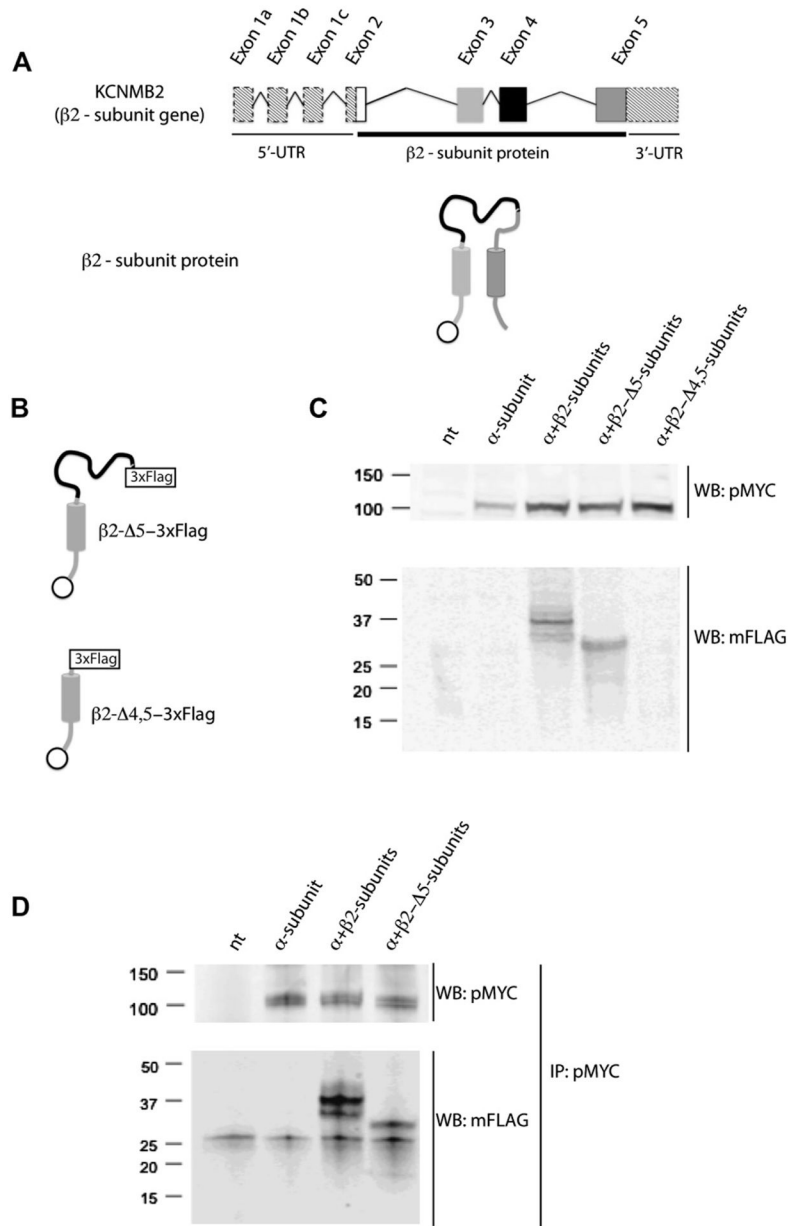 A
Exon 1a
Exon 1b
Exon 1c
Exon 2
Exon 3
Exon 4
Exon 5
KCNMB2
(β2 - subunit gene)
5'-UTR
β2 - subunit protein
3'-UTR
β2 - subunit protein
B
3xFlag
β2-Δ5–3xFlag
3xFlag
β2-Δ4,5–3xFlag
C
nt
α-subunit
α+β2-subunits
α+β2–Δ5-subunits
α+β2–Δ4,5-subunits
150
100
WB: pMYC
50
37
25
20
15
WB: mFLAG
D
nt
α-subunit
α+β2-subunits
α+β2–Δ5-subunits
150
100
WB: pMYC
50
37
25
20
15
WB: mFLAG
IP: pMYC